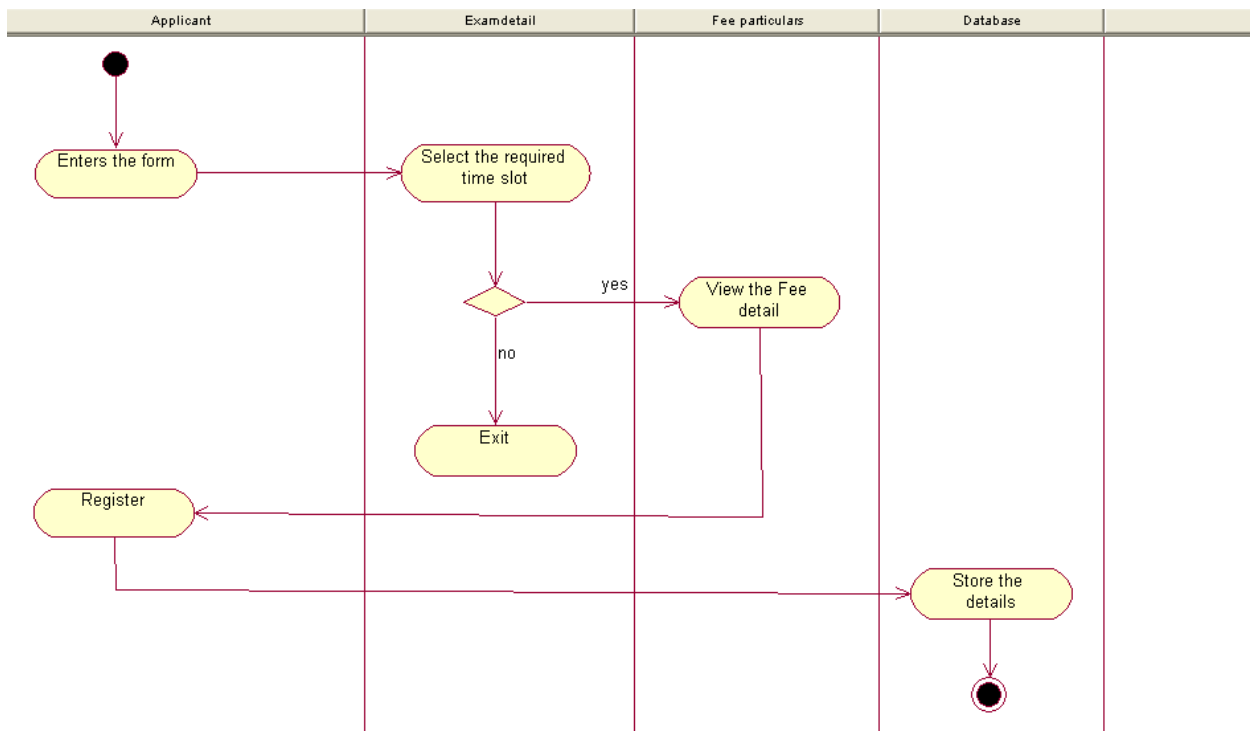 Applicant
Examdetail
Fee particulars
Database
Enters the form
Select the required
time slot
yes
View the Fee
detail
no
Exit
Register
Store the
details